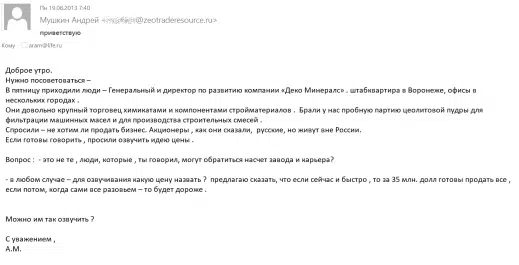 Пн 19.08.2013 7:40
Мушкин Андрей @zeotraderesource.ru>
приветствую
Кому aram@life.ru
Доброе утро.
Нужно посоветоваться –
В пятницу приходили люди – Генеральный и директор по развитию компании «Деко Минералс» . штабквартира в Воронеже, офисы в
нескольких городах .
Они довольно крупный торговец химикатами и компонентами стройматериалов . Брали у нас пробную партию цеолитовой пудры для
фильтрации машинных масел и для производства строительных смесей .
Спросили – не хотим ли продать бизнес. Акционеры , как они сказали, русские, но живут вне России.
Если готовы говорить , просили озвучить идею цены .
Вопрос : - это не те , люди, которые , ты говорил, могут обратиться насчет завода и карьера?
- в любом случае – для озвучивания какую цену назвать ? предлагаю сказать, что если сейчас и быстро , то за 35 млн. долл готовы продать все ,
если потом, когда сами все разовьем – то будет дороже .
Можно им так озвучить ?
С уважением ,
А.М.